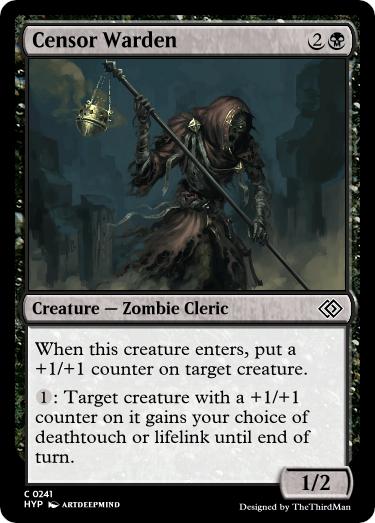 Censor Warden 2
Creature — Zombie Cleric
When this creature enters, put a
+1/+1 counter on target creature.
1: Target creature with a +1/+1
counter on it gains your choice of
deathtouch or lifelink until end of
turn.
1/2
C 0241
HYP ARTDEEPMIND
Designed by TheThirdMan